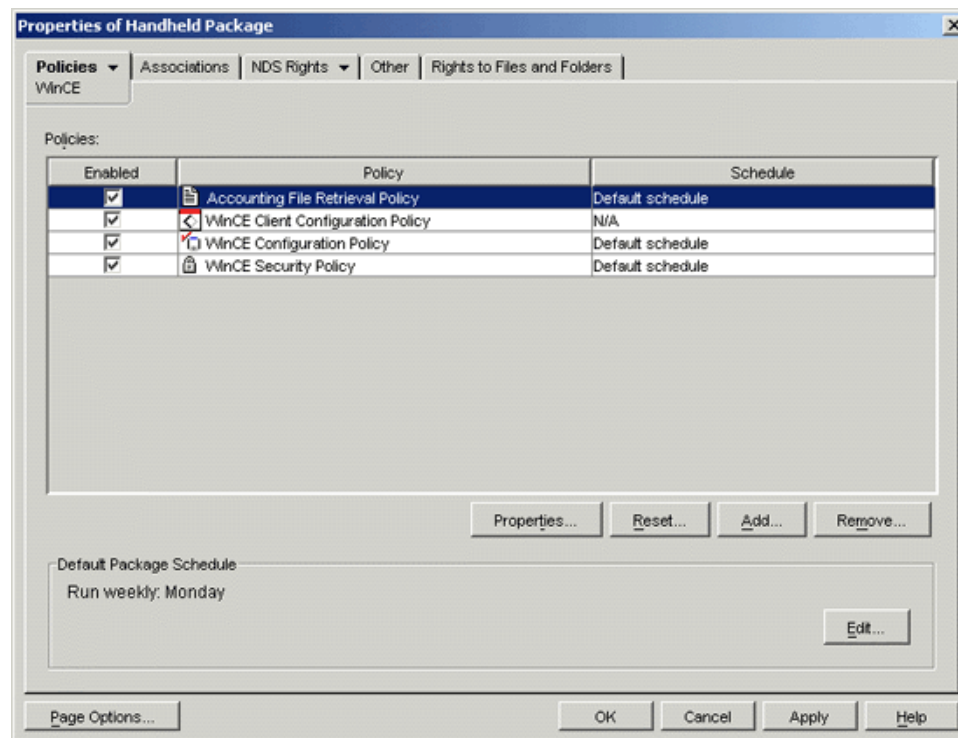 Properties of Handheld Package
Policies Associations NDS Rights Other Rights to Files and Folders
WinCE
Policies:
Enabled Policy Schedule
Accounting File Retrieval Policy Default schedule
WinCE Client Configuration Policy N/A
WinCE Configuration Policy Default schedule
WinCE Security Policy Default schedule
Properties... Reset... Add... Remove...
Default Package Schedule
Run weekly: Monday
Edit...
Page Options... OK Cancel Apply Help